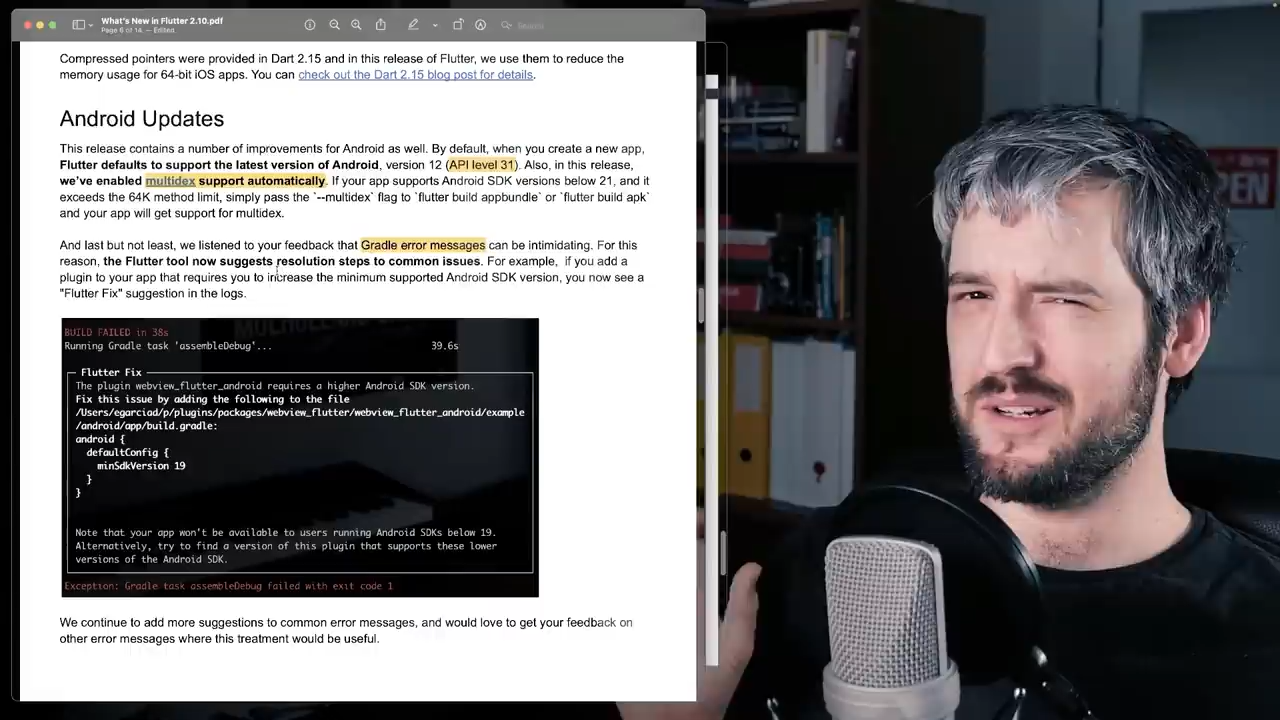 What's New in Flutter 2.10.pdf
Page 6 of 14 — Edited
Search
Compressed pointers were provided in Dart 2.15 and in this release of Flutter, we use them to reduce the
memory usage for 64-bit iOS apps. You can check out the Dart 2.15 blog post for details.
Android Updates
This release contains a number of improvements for Android as well. By default, when you create a new app,
Flutter defaults to support the latest version of Android, version 12 (API level 31). Also, in this release,
we've enabled multidex support automatically. If your app supports Android SDK versions below 21, and it
exceeds the 64K method limit, simply pass the `--multidex` flag to `flutter build appbundle` or `flutter build apk`
and your app will get support for multidex.
And last but not least, we listened to your feedback that Gradle error messages can be intimidating. For this
reason, the Flutter tool now suggests resolution steps to common issues. For example,  if you add a
plugin to your app that requires you to increase the minimum supported Android SDK version, you now see a
"Flutter Fix" suggestion in the logs.
BUILD FAILED in 38s
Running Gradle task 'assembleDebug'... 39.6s
Flutter Fix
The plugin webview_flutter_android requires a higher Android SDK version.
Fix this issue by adding the following to the file
/Users/egarciad/p/plugins/packages/webview_flutter/webview_flutter_android/example
/android/app/build.gradle:
android {
defaultConfig {
minSdkVersion 19
}
}
Note that your app won't be available to users running Android SDKs below 19.
Alternatively, try to find a version of this plugin that supports these lower
versions of the Android SDK.
Exception: Gradle task assembleDebug failed with exit code 1
We continue to add more suggestions to common error messages, and would love to get your feedback on
other error messages where this treatment would be useful.